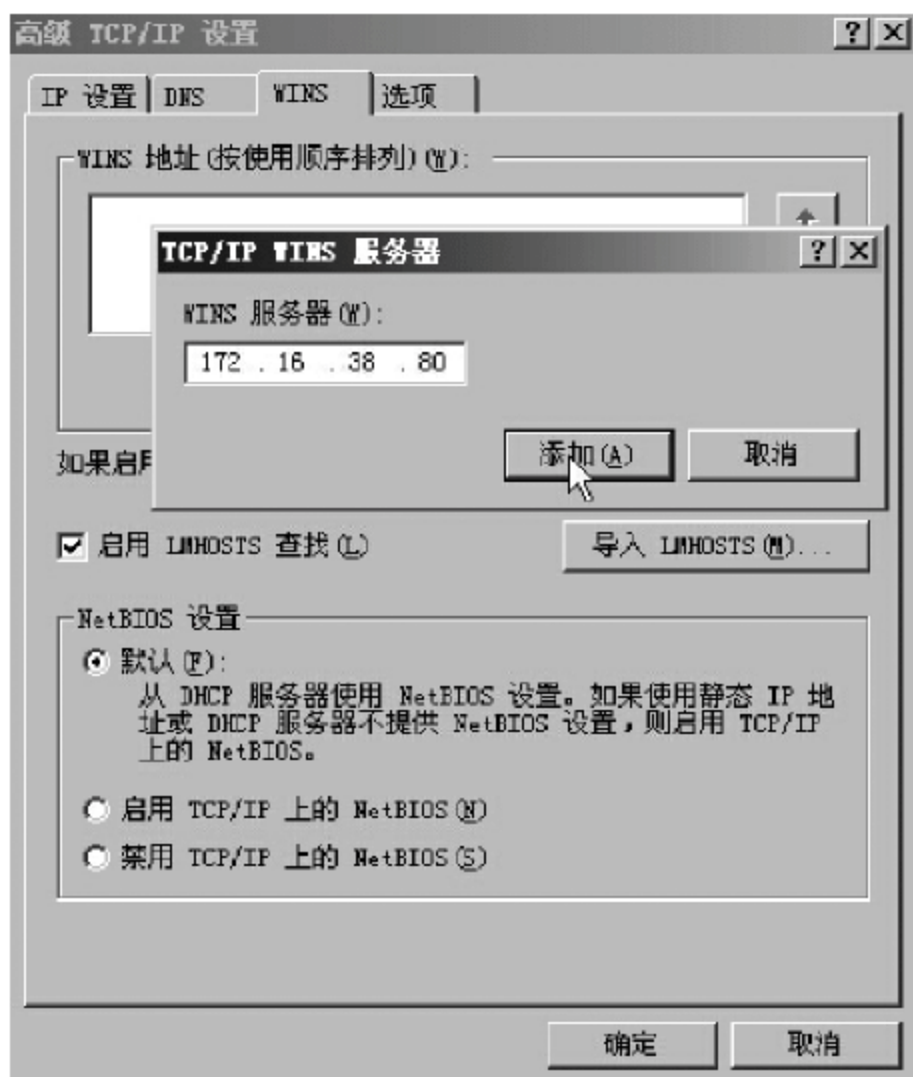 高级 TCP/IP 设置
IP 设置 DNS WINS 选项
WINS 地址(按使用顺序排列)(W):
TCP/IP WINS 服务器
WINS 服务器(W):
172 . 16 . 38 . 80
添加(A) 取消
如果启用
启用 LMHOSTS 查找(L) 导入 LMHOSTS(M)...
NetBIOS 设置
默认(F):
从 DHCP 服务器使用 NetBIOS 设置。如果使用静态 IP 地
址或 DHCP 服务器不提供 NetBIOS 设置,则启用 TCP/IP
上的 NetBIOS。
启用 TCP/IP 上的 NetBIOS(N)
禁用 TCP/IP 上的 NetBIOS(S)
确定 取消